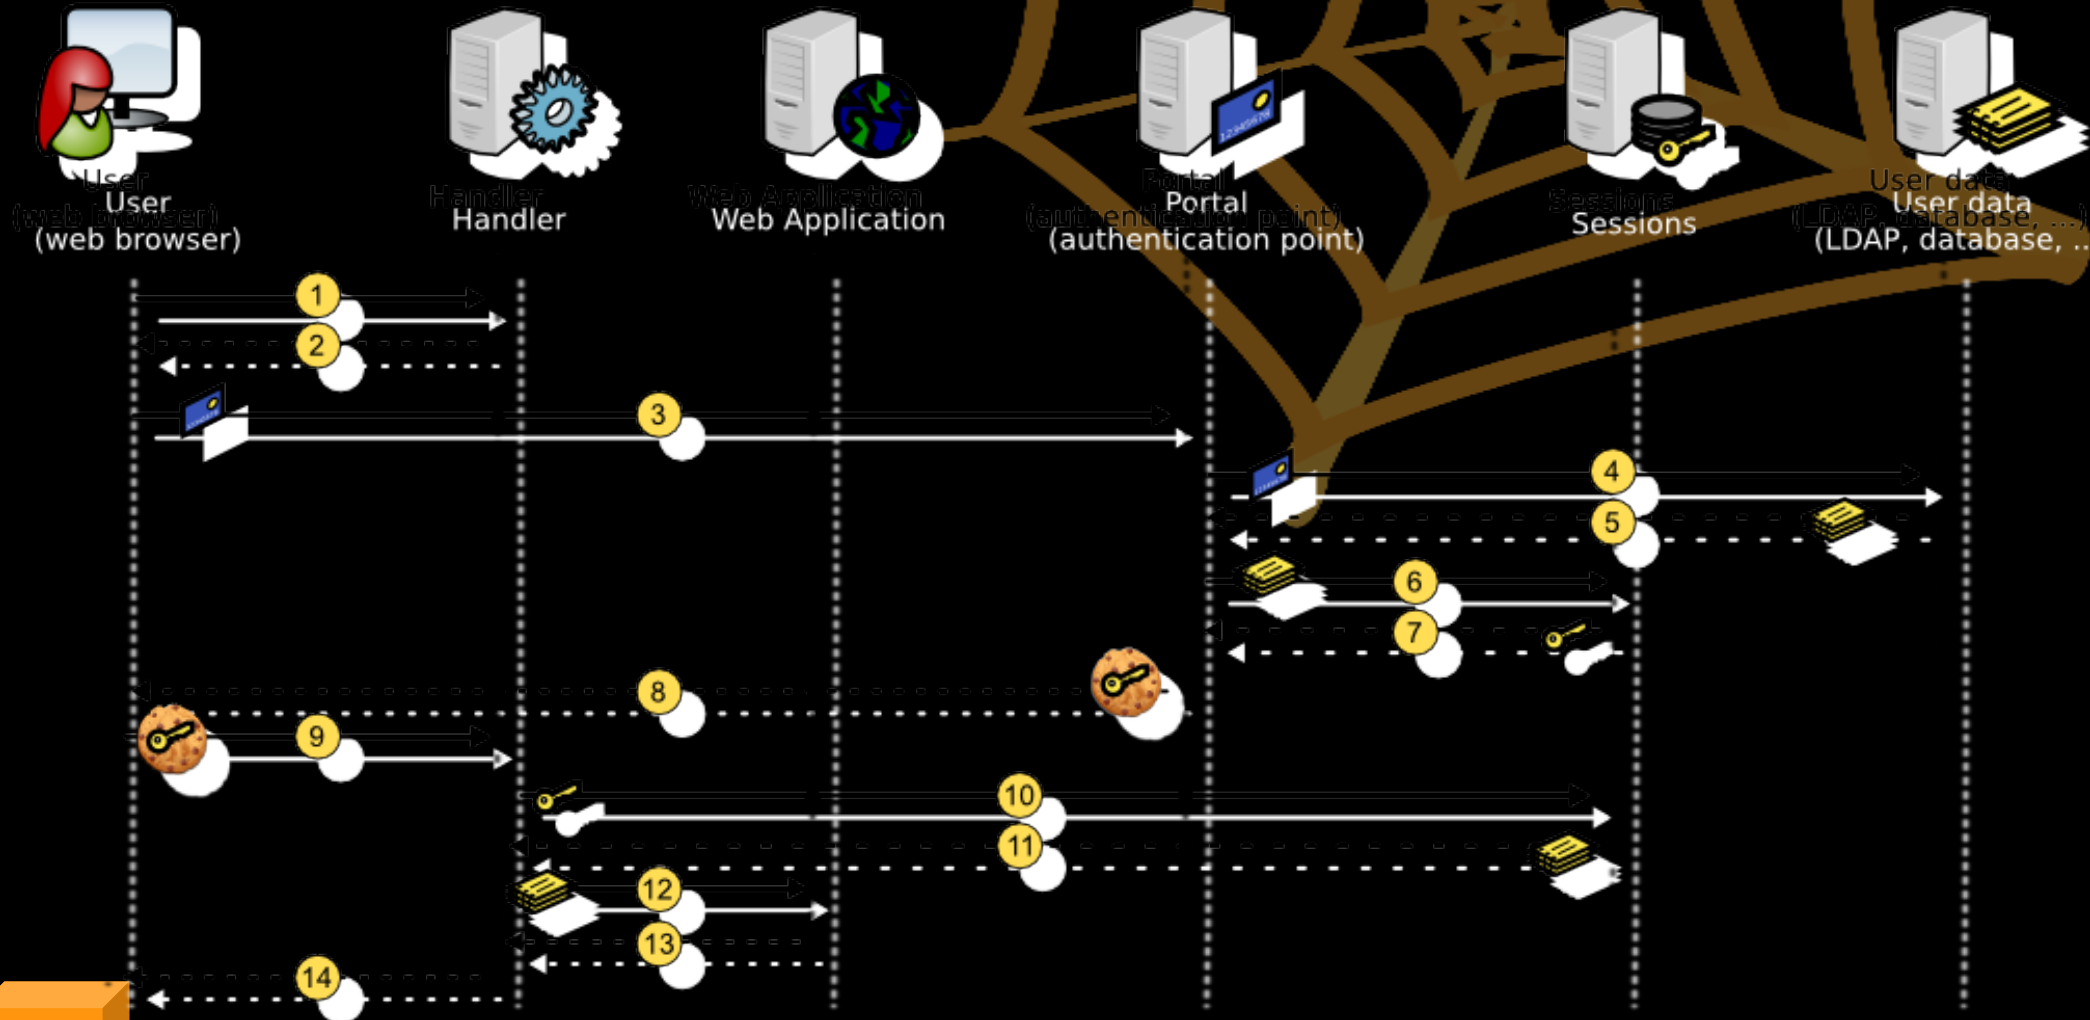 User
(web browser)
Handler
Web Application
Portal
(authentication point)
Sessions
User data
(LDAP, database, ..
1
2
3
4
5
6
7
8
9
10
11
12
13
14